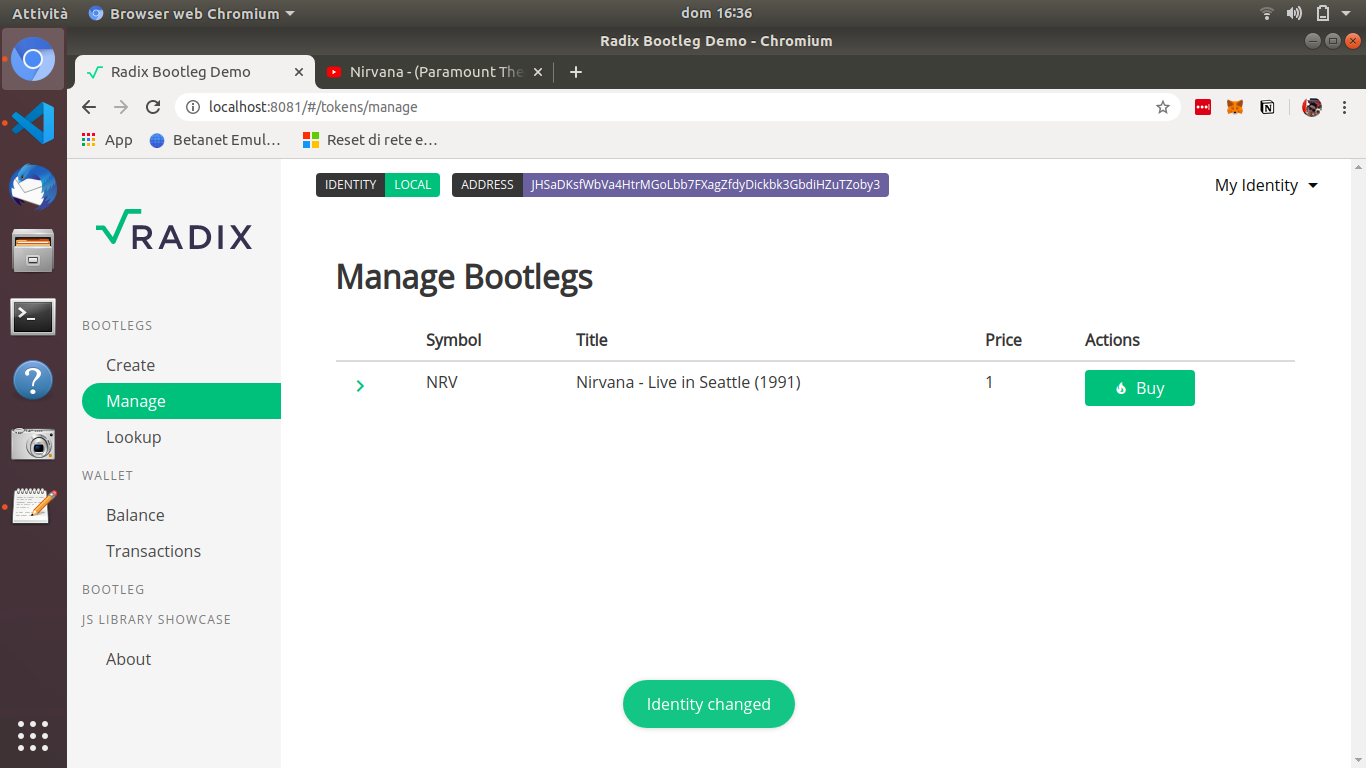 Attività
Browser web Chromium
dom 16:36
Radix Bootleg Demo - Chromium
Radix Bootleg Demo
Nirvana - (Paramount The
localhost:8081/#/tokens/manage
App
Betanet Emul…
Reset di rete e…
RADIX
IDENTITY LOCAL
ADDRESS JHSaDKsfWbVa4HtrMGoLbb7FXagZfdyDickbk3GbdiHZuTZoby3
My Identity
BOOTLEGS
Create
Manage
Lookup
WALLET
Balance
Transactions
BOOTLEG
JS LIBRARY SHOWCASE
About
Manage Bootlegs
Symbol Title Price Actions
NRV Nirvana - Live in Seattle (1991) 1 Buy
Identity changed